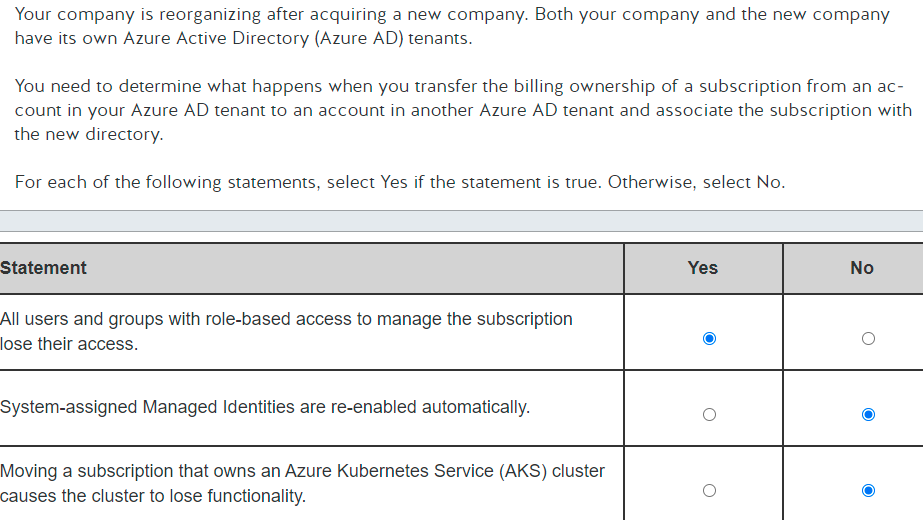 Your company is reorganizing after acquiring a new company. Both your company and the new company
have its own Azure Active Directory (Azure AD) tenants.
You need to determine what happens when you transfer the billing ownership of a subscription from an ac-
count in your Azure AD tenant to an account in another Azure AD tenant and associate the subscription with
the new directory.
For each of the following statements, select Yes if the statement is true. Otherwise, select No.
Statement Yes No
All users and groups with role-based access to manage the subscription
lose their access.
System-assigned Managed Identities are re-enabled automatically.
Moving a subscription that owns an Azure Kubernetes Service (AKS) cluster
causes the cluster to lose functionality.